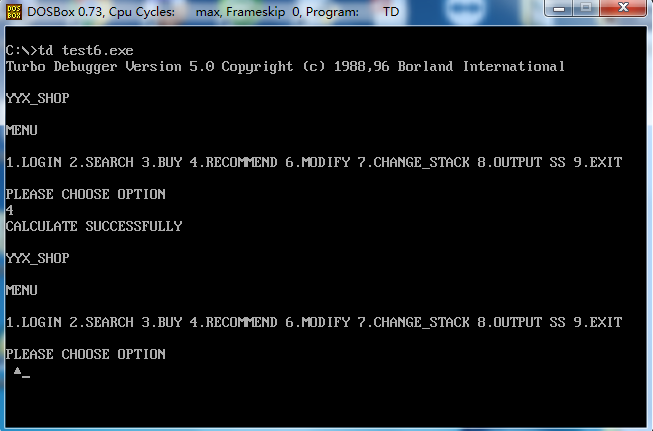 DOSBox 0.73, Cpu Cycles: max, Frameskip 0, Program: TD
C:\>td test6.exe
Turbo Debugger Version 5.0 Copyright (c) 1988,96 Borland International
YYX_SHOP
MENU
1.LOGIN 2.SEARCH 3.BUY 4.RECOMMEND 6.MODIFY 7.CHANGE_STACK 8.OUTPUT SS 9.EXIT
PLEASE CHOOSE OPTION
4
CALCULATE SUCCESSFULLY
YYX_SHOP
MENU
1.LOGIN 2.SEARCH 3.BUY 4.RECOMMEND 6.MODIFY 7.CHANGE_STACK 8.OUTPUT SS 9.EXIT
PLEASE CHOOSE OPTION
▲_